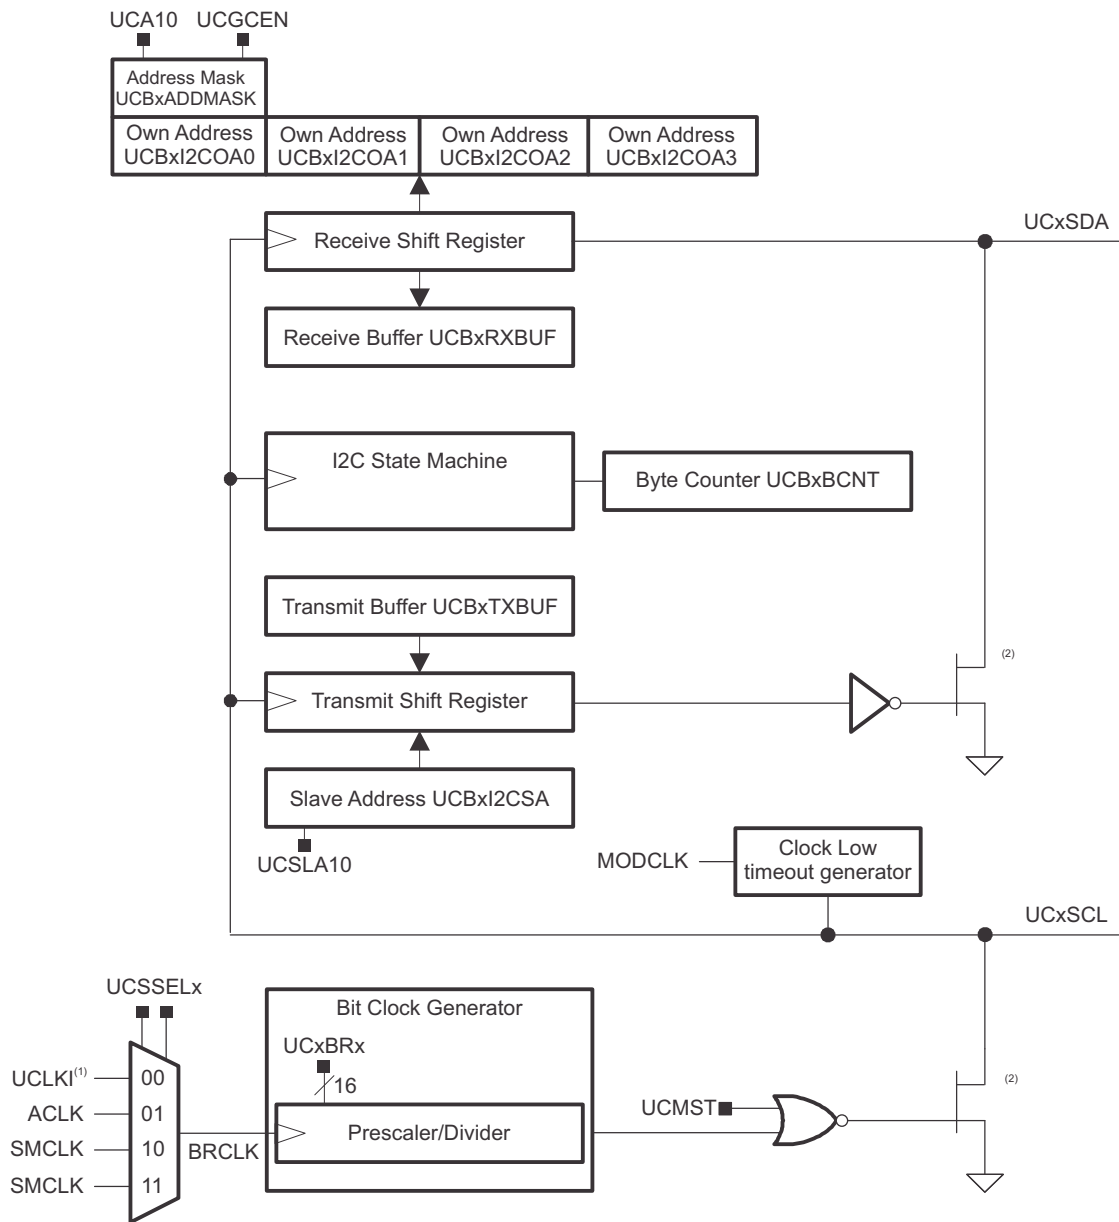 UCA10 UCGCEN
Address Mask
UCBxADDMASK
Own Address
UCBxI2COA0
Own Address
UCBxI2COA1
Own Address
UCBxI2COA2
Own Address
UCBxI2COA3
Receive Shift Register
UCxSDA
Receive Buffer UCBxRXBUF
I2C State Machine
Byte Counter UCBxBCNT
Transmit Buffer UCBxTXBUF
(2)
Transmit Shift Register
Slave Address UCBxI2CSA
UCSLA10
MODCLK
Clock Low
timeout generator
UCxSCL
UCSSELx
Bit Clock Generator
UCxBRx
16
UCLKI(1) 00
ACLK 01
SMCLK 10
SMCLK 11
BRCLK
Prescaler/Divider
UCMST
(2)